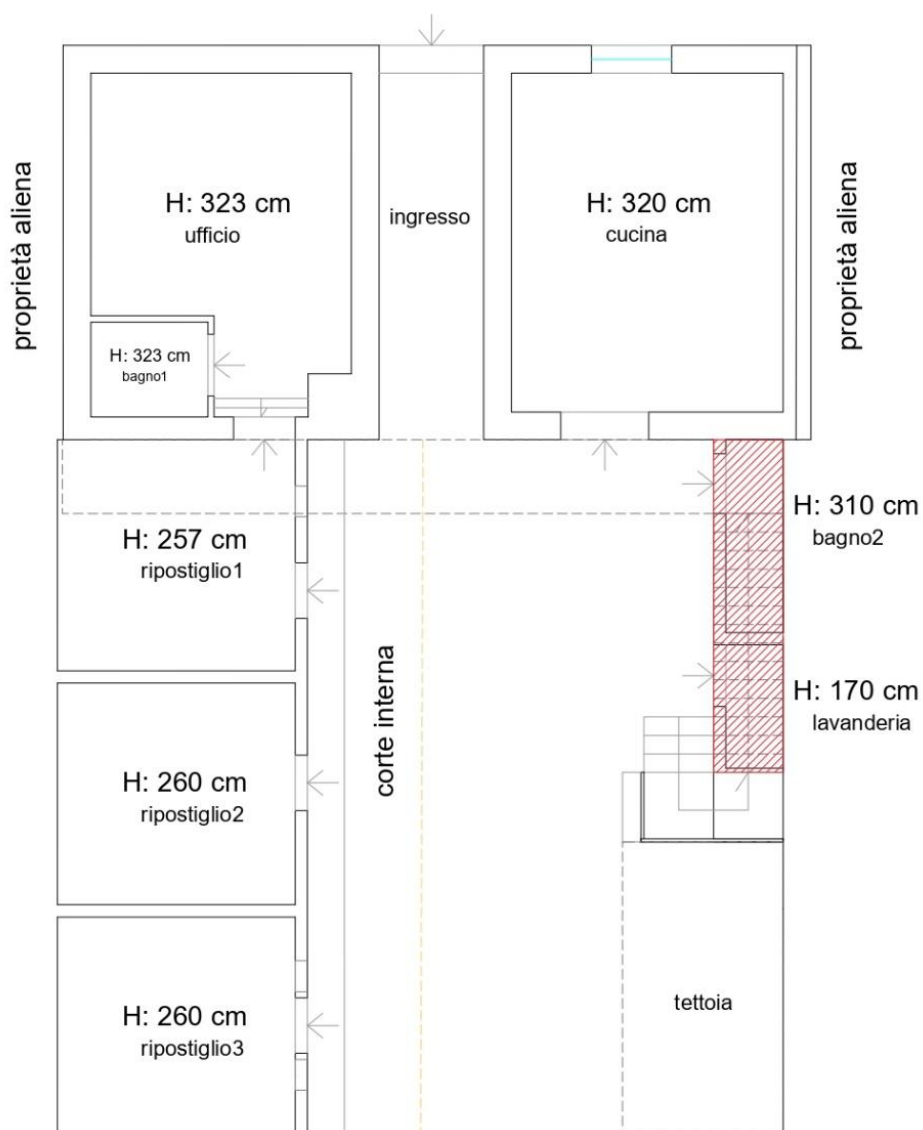 proprietà aliena
H: 323 cm
ufficio
ingresso
H: 320 cm
cucina
proprietà aliena
H: 323 cm
bagno1
H: 257 cm
ripostiglio1
H: 310 cm
bagno2
corte interna
H: 170 cm
lavanderia
H: 260 cm
ripostiglio2
H: 260 cm
ripostiglio3
tettoia